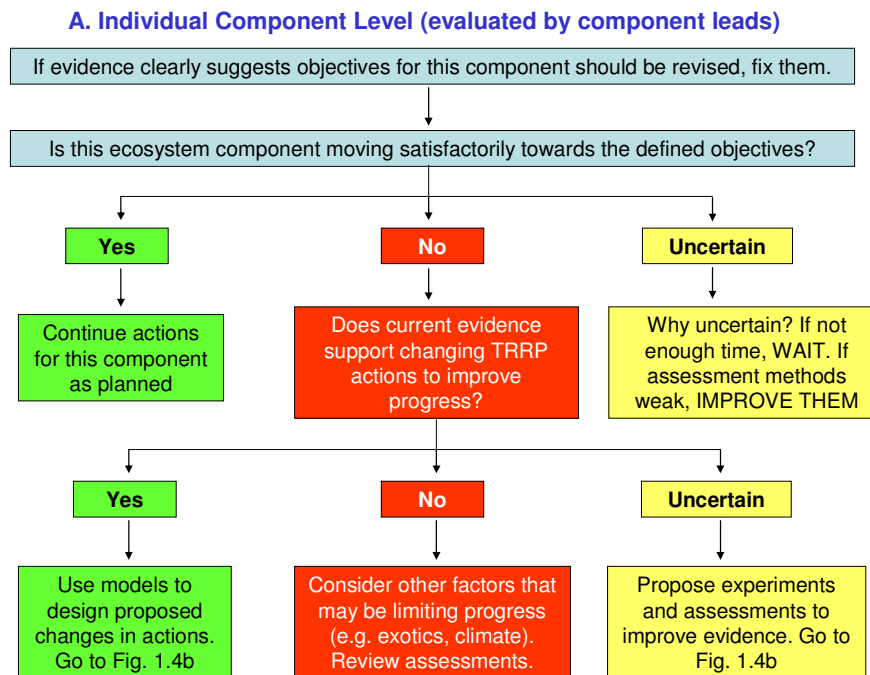 A. Individual Component Level (evaluated by component leads)
If evidence clearly suggests objectives for this component should be revised, fix them.
Is this ecosystem component moving satisfactorily towards the defined objectives?
Yes
No
Uncertain
Continue actions
for this component
as planned
Does current evidence
support changing TRRP
actions to improve
progress?
Why uncertain? If not
enough time, WAIT. If
assessment methods
weak, IMPROVE THEM
Yes
No
Uncertain
Use models to
design proposed
changes in actions.
Go to Fig. 1.4b
Consider other factors that
may be limiting progress
(e.g. exotics, climate).
Review assessments.
Propose experiments
and assessments to
improve evidence. Go to
Fig. 1.4b